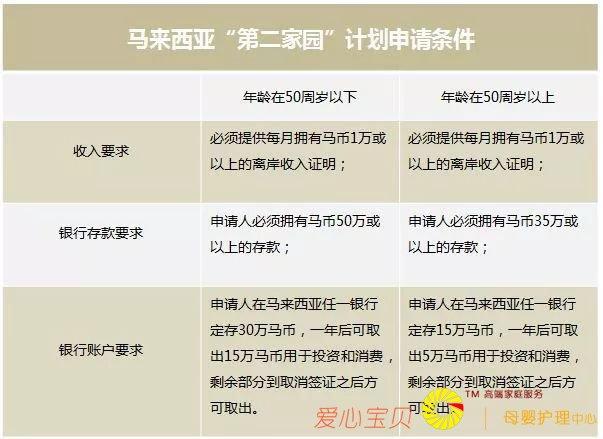 马来西亚“第二家园”计划申请条件
年龄在50周岁以下
年龄在50周岁以上
收入要求
必须提供每月拥有马币1万或
以上的离岸收入证明；
必须提供每月拥有马币1万或
以上的离岸收入证明；
银行存款要求
申请人必须拥有马币50万或
以上的存款；
申请人必须拥有马币35万或
以上的存款；
银行账户要求
申请人在马来西亚任一银行
定存30万马币，一年后可取
出15万马币用于投资和消费，
剩余部分到取消签证之后方
可取出。
申请人在马来西亚任一银行
定存15万马币，一年后可取
出5万马币用于投资和消费，
剩余部分到取消签证之后方
可取出。
爱心宝贝
TM 高端家庭服务
母婴护理中心